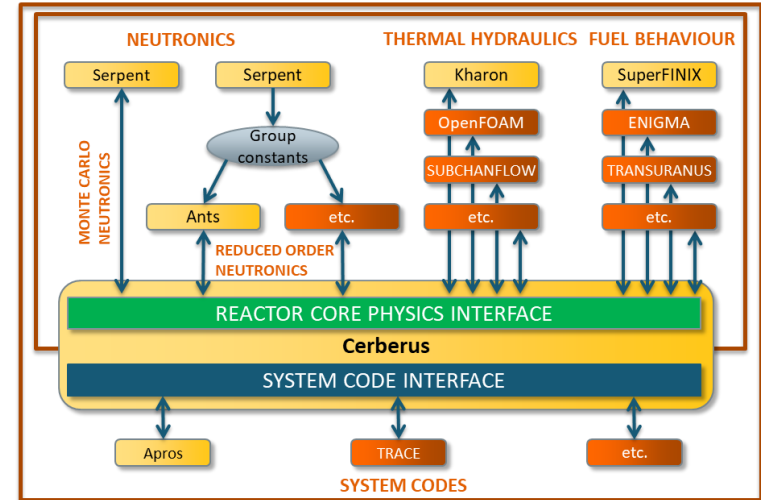 NEUTRONICS
THERMAL HYDRAULICS
FUEL BEHAVIOUR
Serpent
Serpent
Kharon
SuperFINIX
OpenFOAM
ENIGMA
Group
constants
SUBCHANFLOW
TRANSURANUS
MONTE CARLO
NEUTRONICS
Ants
etc.
etc.
etc.
REDUCED ORDER
NEUTRONICS
REACTOR CORE PHYSICS INTERFACE
Cerberus
SYSTEM CODE INTERFACE
Apros
TRACE
etc.
SYSTEM CODES